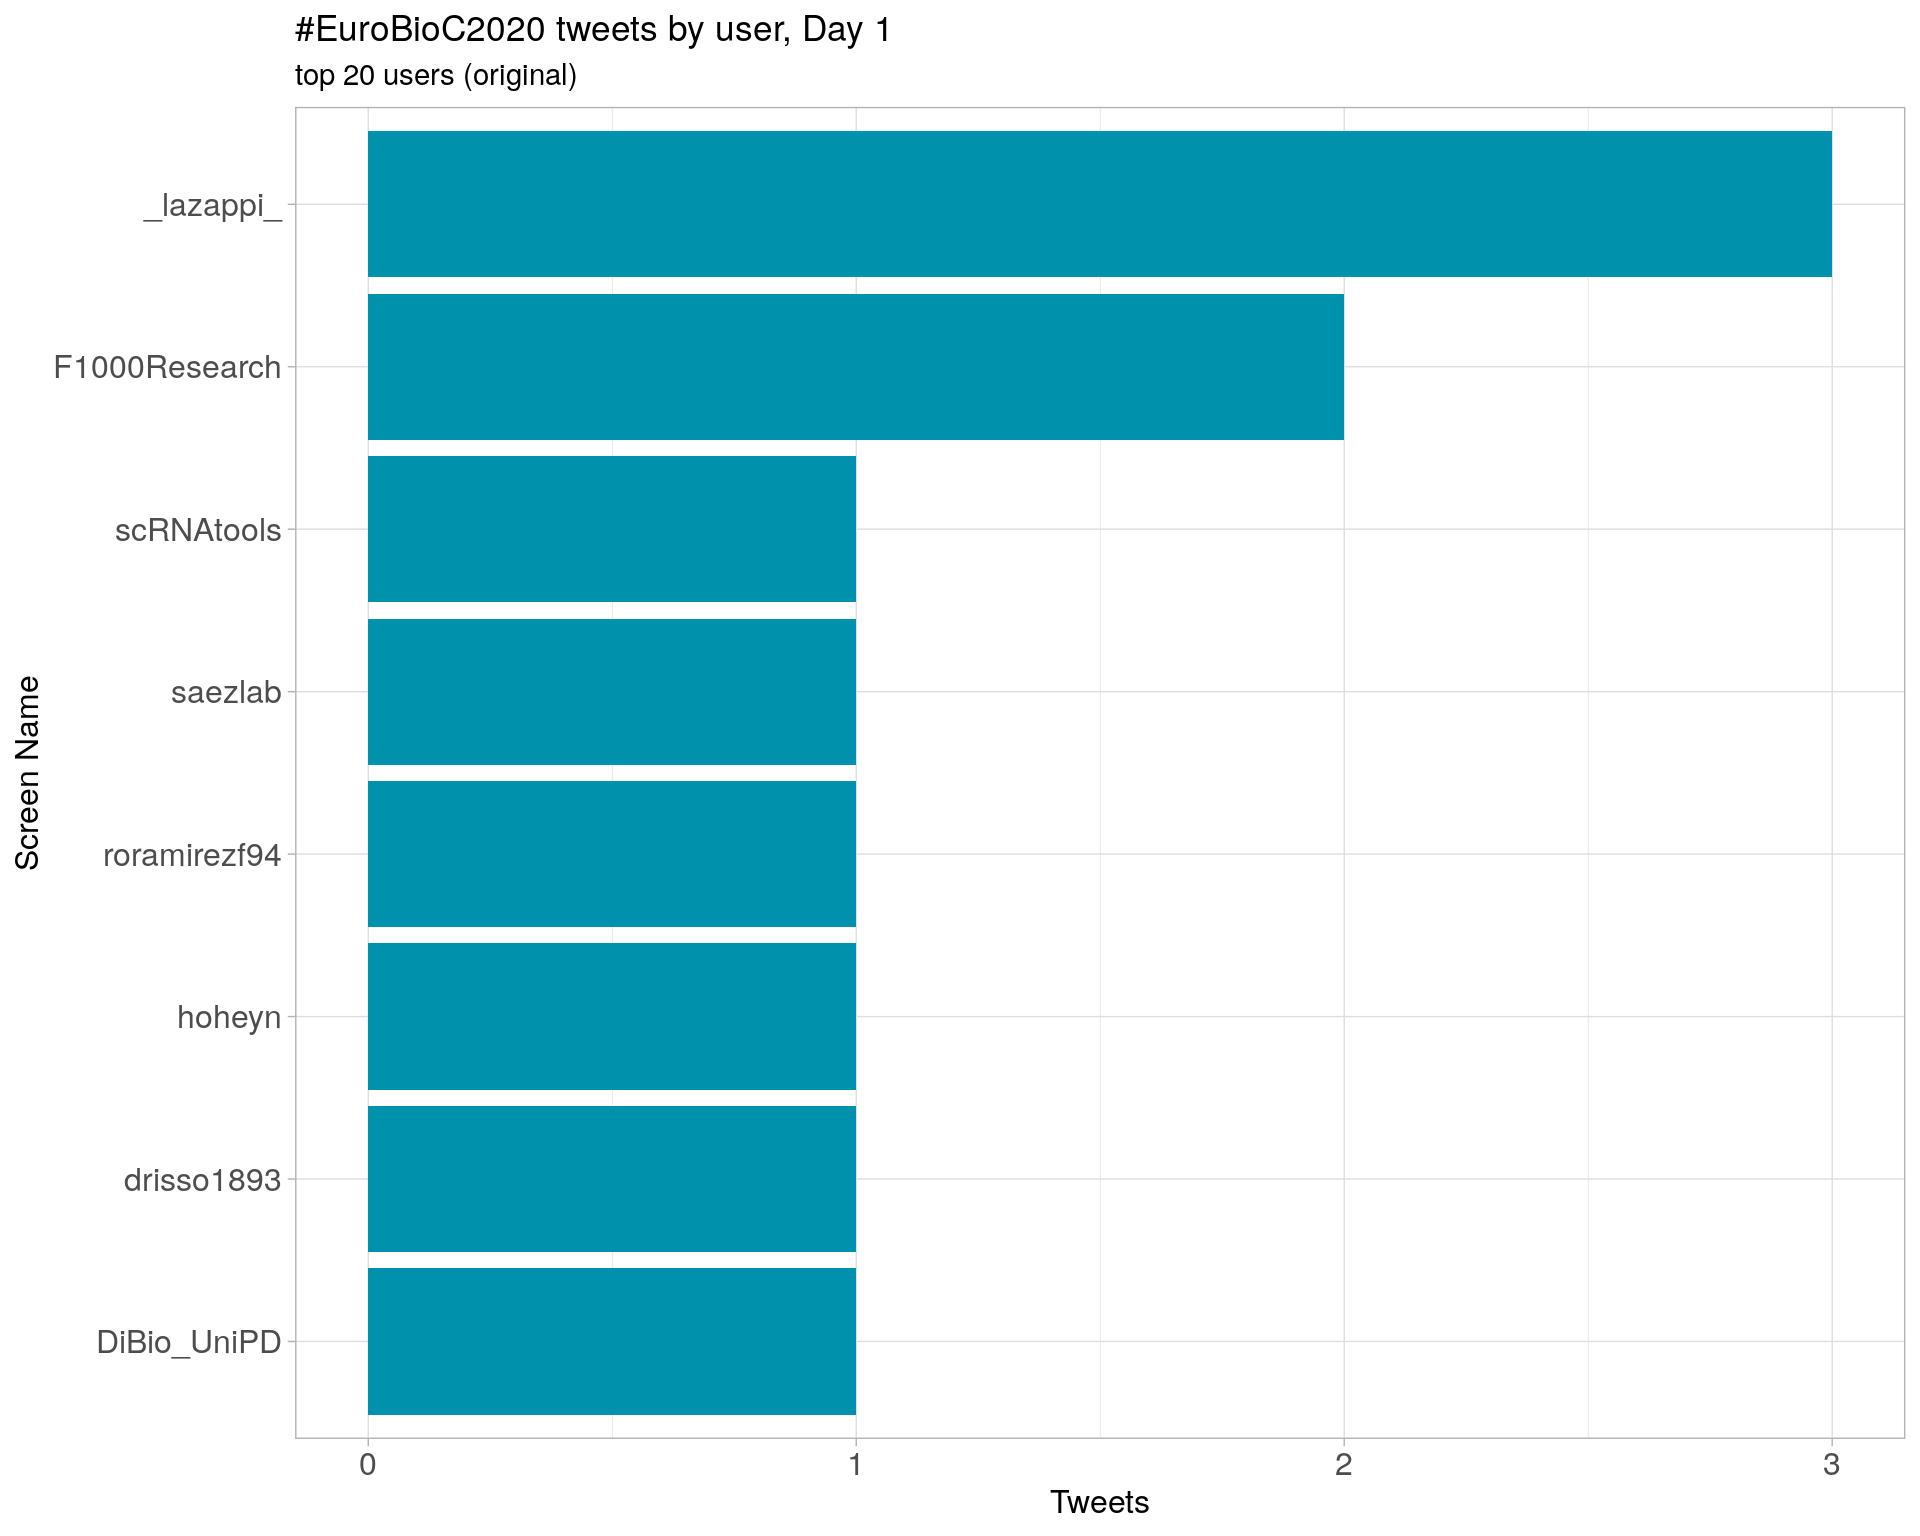 #EuroBioC2020 tweets by user, Day 1
top 20 users (original)
_lazappi_
F1000Research
scRNAtools
saezlab
roramirezf94
hoheyn
drisso1893
DiBio_UniPD
Screen Name
0 1 2 3
Tweets